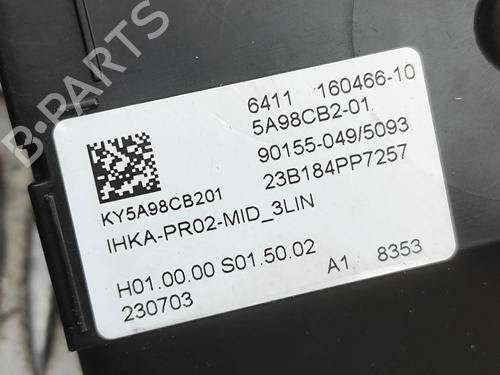 B-PARTS
6411 160466-10
5A98CB2-01
90155-049/5093
23B184PP7257
KY5A98CB201
IHKA-PR02-MID_3LIN
H01.00.00 S01.50.02
230703
A1 8353